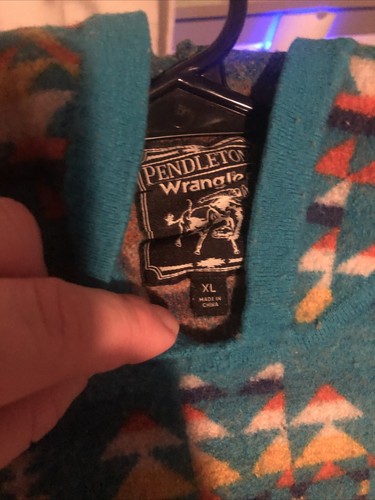 PENDLETON
Wrangler
XL
MADE IN
CHINA